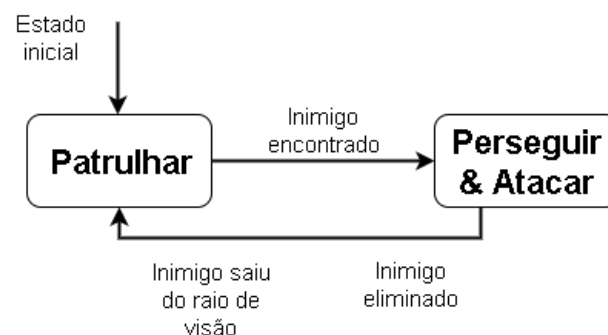 Estado
inicial
Inimigo
encontrado
Patrulhar
Perseguir
& Atacar
Inimigo saiu
do raio de
visão
Inimigo
eliminado